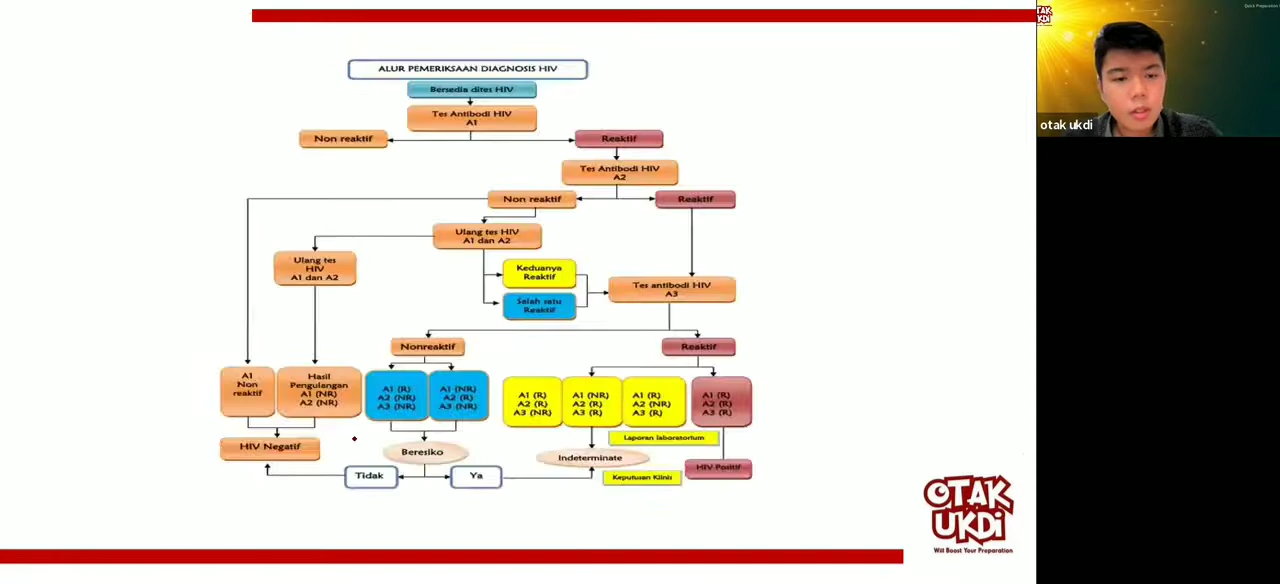 ALUR PEMERIKSAAN DIAGNOSIS HIV
Bersedia dites HIV
Tes Antibodi HIV
A1
Non reaktif
Reaktif
Tes Antibodi HIV
A2
Non reaktif
Reaktif
Ulang tes HIV
A1 dan A2
Ulang tes
HIV
A1 dan A2
Keduanya
Reaktif
Salah satu
Reaktif
Tes antibodi HIV
A3
Nonreaktif
Reaktif
A1
Non
reaktif
Hasil
Pengulangan
A1 (NR)
A2 (NR)
A1 (R)
A2 (NR)
A3 (NR)
A1 (NR)
A2 (R)
A3 (NR)
A1 (R)
A2 (R)
A3 (NR)
A1 (NR)
A2 (R)
A3 (R)
A1 (R)
A2 (NR)
A3 (R)
A1 (R)
A2 (R)
A3 (R)
Laporan laboratorium
HIV Negatif
Beresiko
Indeterminate
HIV Positif
Tidak
Ya
Keputusan Klinis
OTAK
UKDi
Will Boost Your Preparation
OTAK
UKDi
Quick Preparation
otak ukdi